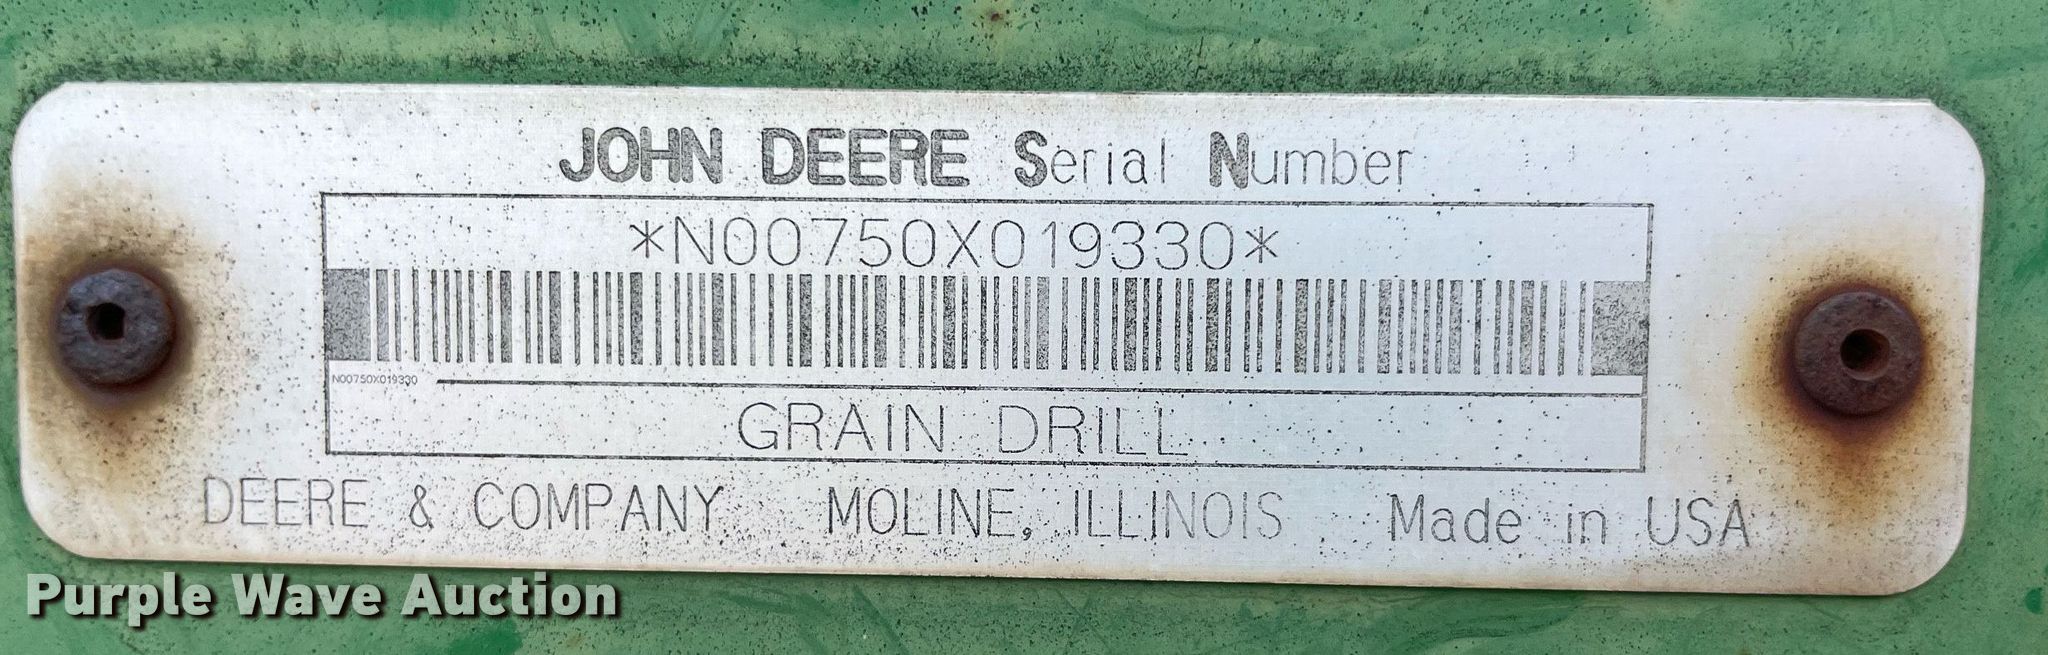 JOHN DEERE Serial Number
*N00750X019330*
N00750X019330
GRAIN DRILL
DEERE & COMPANY MOLINE, ILLINOIS Made in USA
Purple Wave Auction